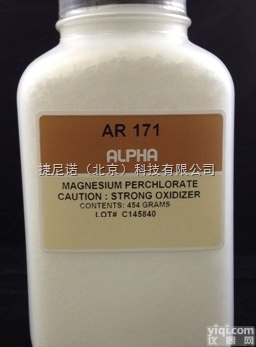 AR 171
ALPHA
捷尼诺（北京）科技有限公司
MAGNESIUM PERCHLORATE
CAUTION : STRONG OXIDIZER
CONTENTS: 454 GRAMS
LOT# C145840
yiqi.com
仪器网